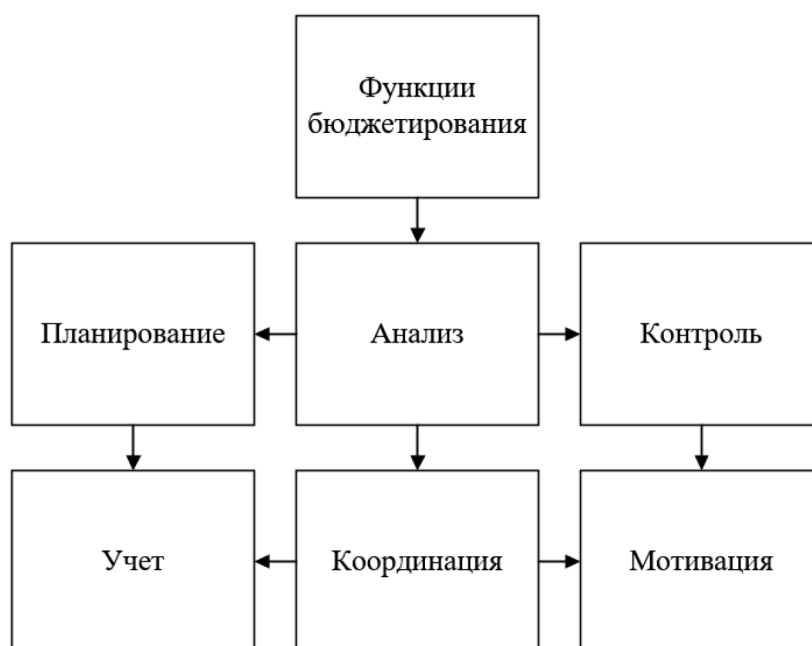 Функции
бюджетирования
Планирование
Анализ
Контроль
Учет
Координация
Мотивация